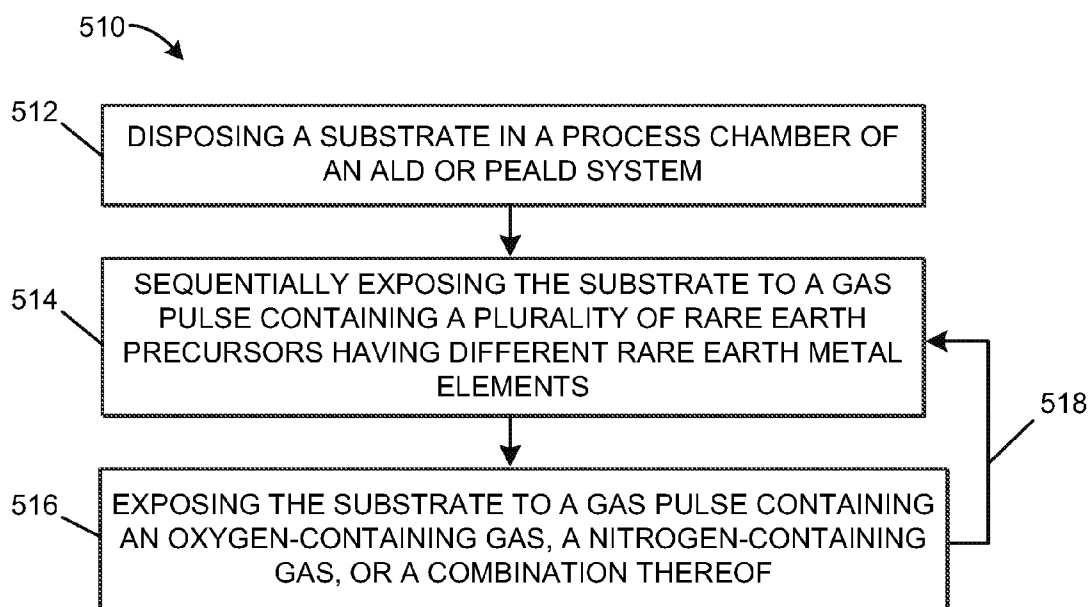 510
512
DISPOSING A SUBSTRATE IN A PROCESS CHAMBER OF
AN ALD OR PEALD SYSTEM
514
SEQUENTIALLY EXPOSING THE SUBSTRATE TO A GAS
PULSE CONTAINING A PLURALITY OF RARE EARTH
PRECURSORS HAVING DIFFERENT RARE EARTH METAL
ELEMENTS
518
516
EXPOSING THE SUBSTRATE TO A GAS PULSE CONTAINING
AN OXYGEN-CONTAINING GAS, A NITROGEN-CONTAINING
GAS, OR A COMBINATION THEREOF